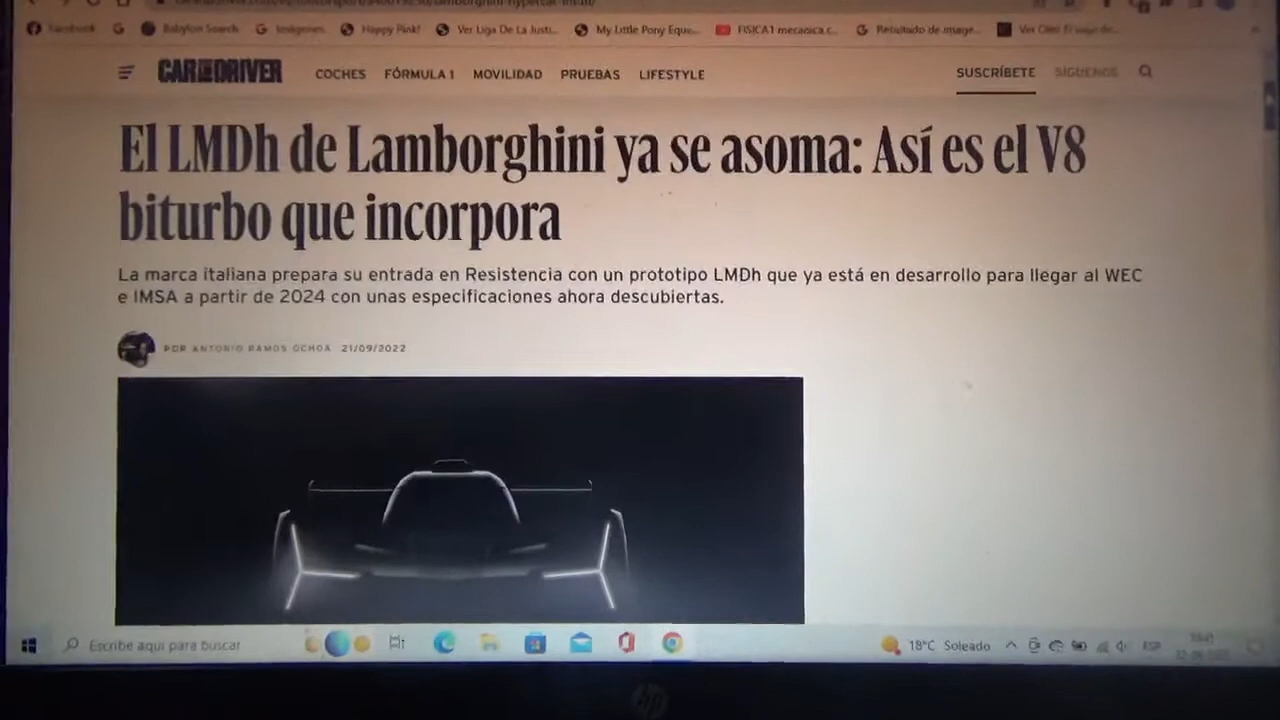 Facebook
Babylon Search
Imágenes
Happy Pink!
Ver Liga De La Justi...
My Little Pony Eque...
FISICA1 mecanica c...
Resultado de image...
CAR AND DRIVER
COCHES
FÓRMULA 1
MOVILIDAD
PRUEBAS
LIFESTYLE
SUSCRÍBETE
SÍGUENOS
El LMDh de Lamborghini ya se asoma: Así es el V8
biturbo que incorpora
La marca italiana prepara su entrada en Resistencia con un prototipo LMDh que ya está en desarrollo para llegar al WEC
e IMSA a partir de 2024 con unas especificaciones ahora descubiertas.
POR ANTONIO RAMOS OCHOA 21/09/2022
Escribe aquí para buscar
18°C Soleado
ESP
hp